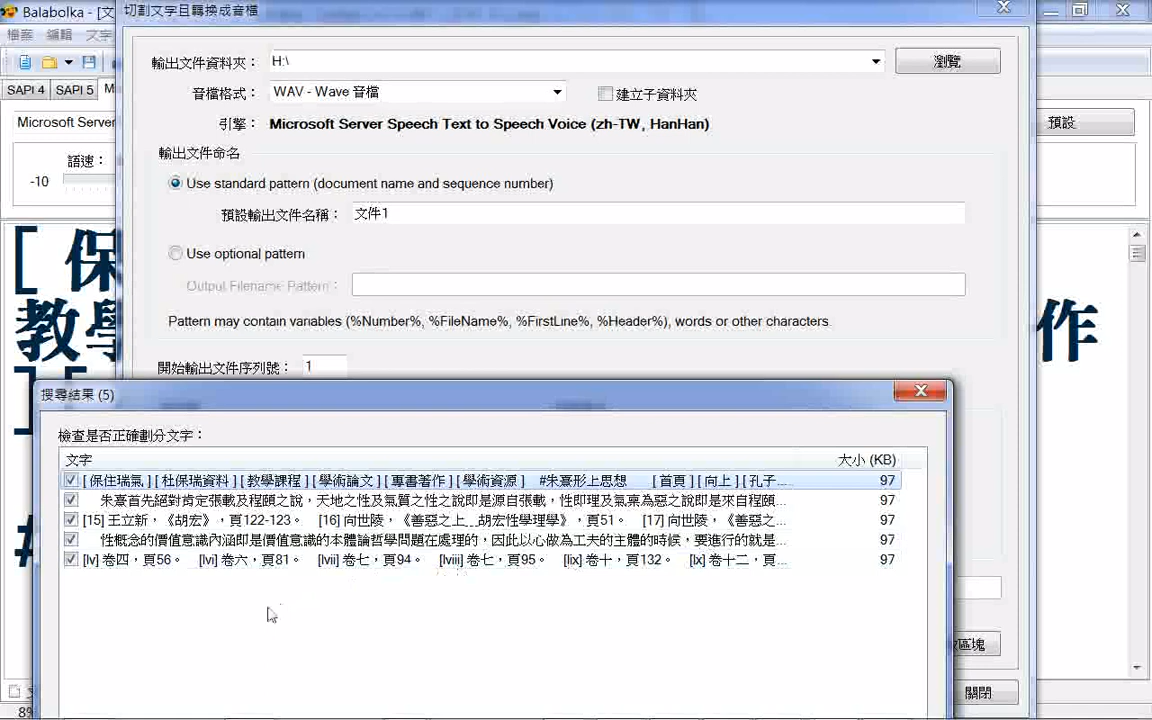 Balabolka - [文
切割文字且轉換成音檔
檔案 編輯 文字
SAPI 4 SAPI 5 M
Microsoft Server
語速：
-10
預設
[ 保
教學
作
] [
輸出文件資料夾： H:\ 瀏覽
音檔格式： WAV - Wave 音檔 建立子資料夾
引擎： Microsoft Server Speech Text to Speech Voice (zh-TW, HanHan)
輸出文件命名
Use standard pattern (document name and sequence number)
預設輸出文件名稱： 文件1
Use optional pattern
Output Filename Pattern：
Pattern may contain variables (%Number%, %FileName%, %FirstLine%, %Header%), words or other characters.
開始輸出文件序列號： 1
搜尋結果 (5)
檢查是否正確劃分文字：
文字 大小 (KB)
[ 保住瑞氣 ] [ 杜保瑞資料 ] [ 教學課程 ] [ 學術論文 ] [ 專書著作 ] [ 學術資源 ] #朱熹形上思想 [ 首頁 ] [ 向上 ] [ 孔子... 97
朱熹首先絕對肯定張載及程頤之說，天地之性及氣質之性之說即是源自張載，性即理及氣稟為惡之說即是來自程頤... 97
[15] 王立新，《胡宏》，頁122-123。 [16] 向世陵，《善惡之上__胡宏性學理學》，頁51。 [17] 向世陵，《善惡之... 97
性概念的價值意識內涵即是價值意識的本體論哲學問題在處理的，因此以心做為工夫的主體的時候，要進行的就是... 97
[lv] 卷四，頁56。 [lvi] 卷六，頁81。 [lvii] 卷七，頁94。 [lviii] 卷七，頁95。 [lix] 卷十，頁132。 [lx] 卷十二，頁... 97
區塊
關閉
8%